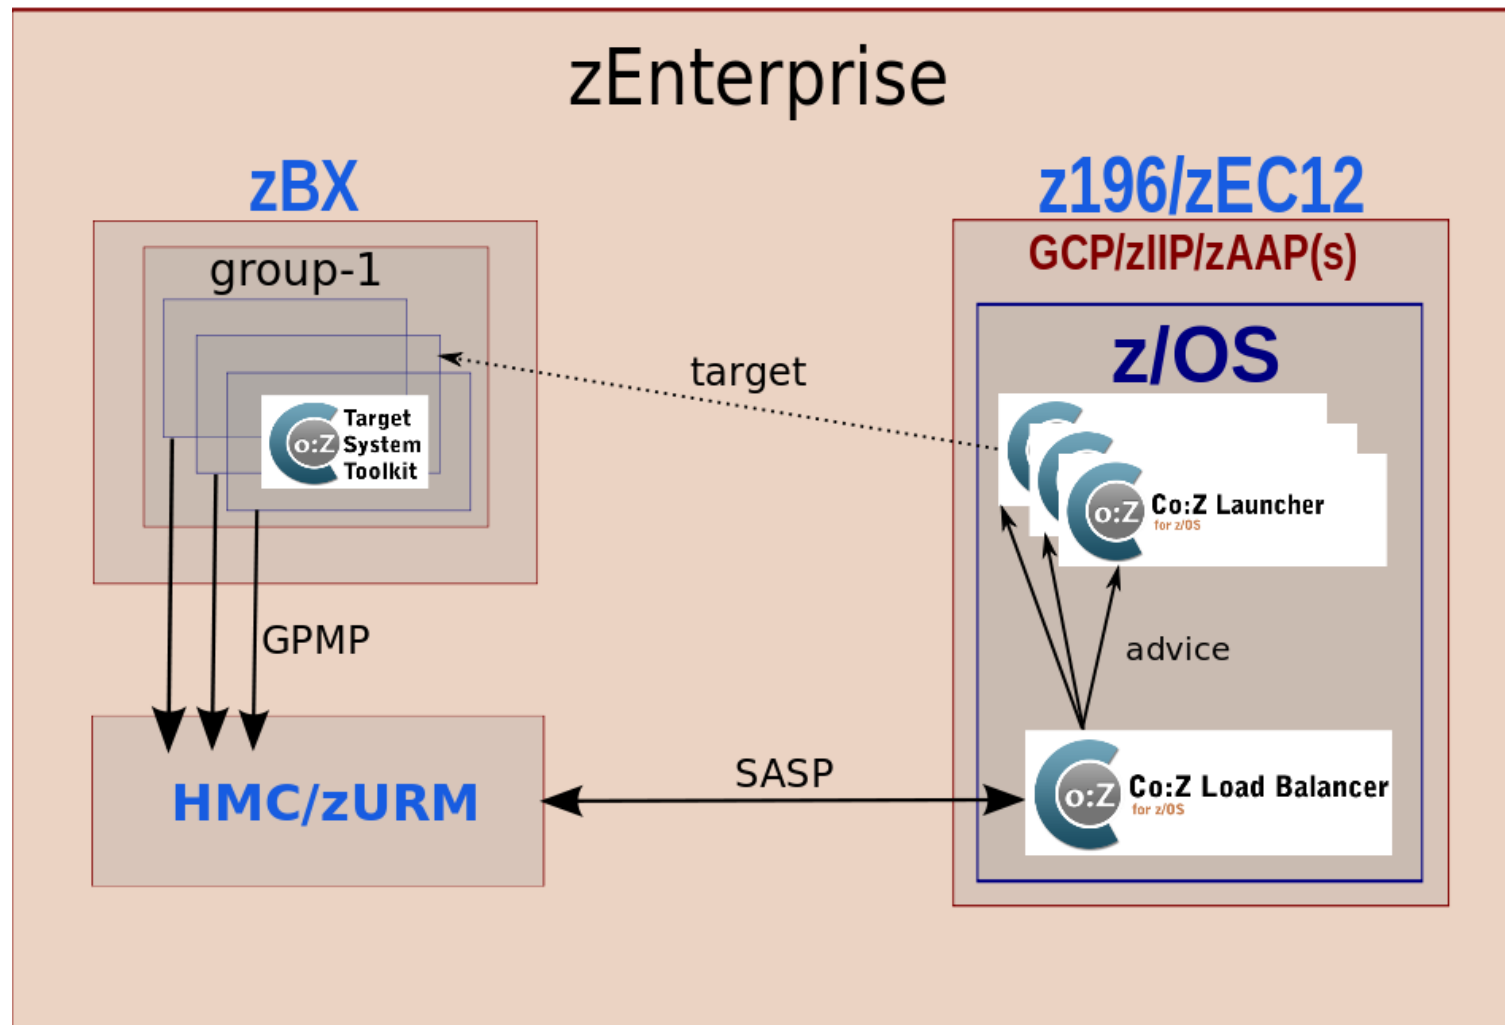 zEnterprise
zBX
group-1
o:Z
Target
System
Toolkit
GPMP
HMC/zURM
target
SASP
z196/zEC12
GCP/zIIP/zAAP(s)
z/OS
o:Z
Co:Z Launcher
for z/OS
advice
o:Z
Co:Z Load Balancer
for z/OS